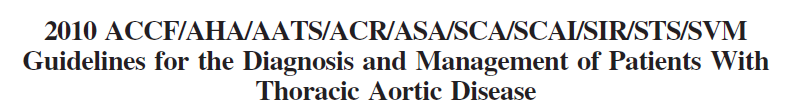 2010 ACCF/AHA/AATS/ACR/ASA/SCA/SCAI/SIR/STS/SVM
Guidelines for the Diagnosis and Management of Patients With
Thoracic Aortic Disease